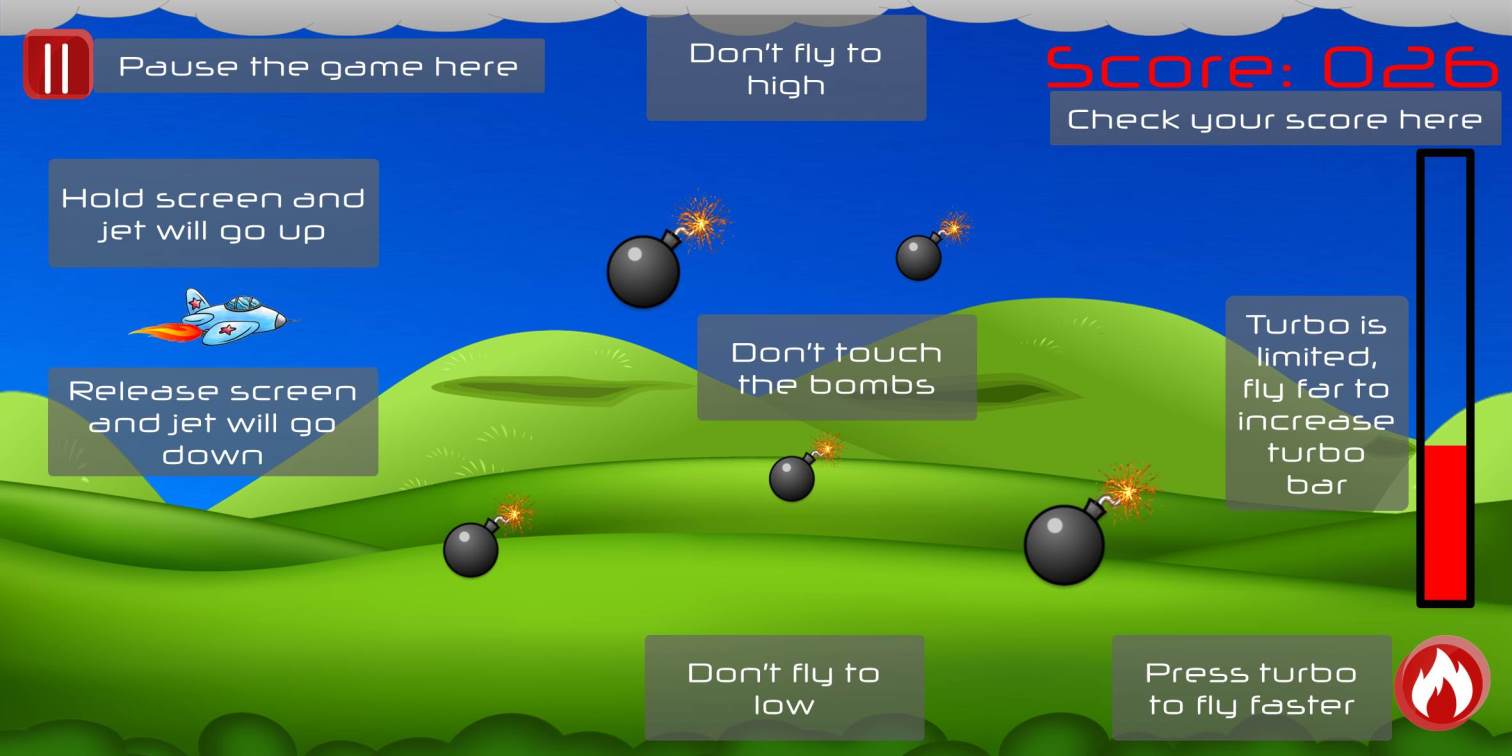 Pause the game here
Don't fly to
high
Score: 026
Check your score here
Hold screen and
jet will go up
Release screen
and jet will go
down
Don't touch
the bombs
Turbo is
limited,
fly far to
increase
turbo
bar
Don't fly to
low
Press turbo
to fly faster